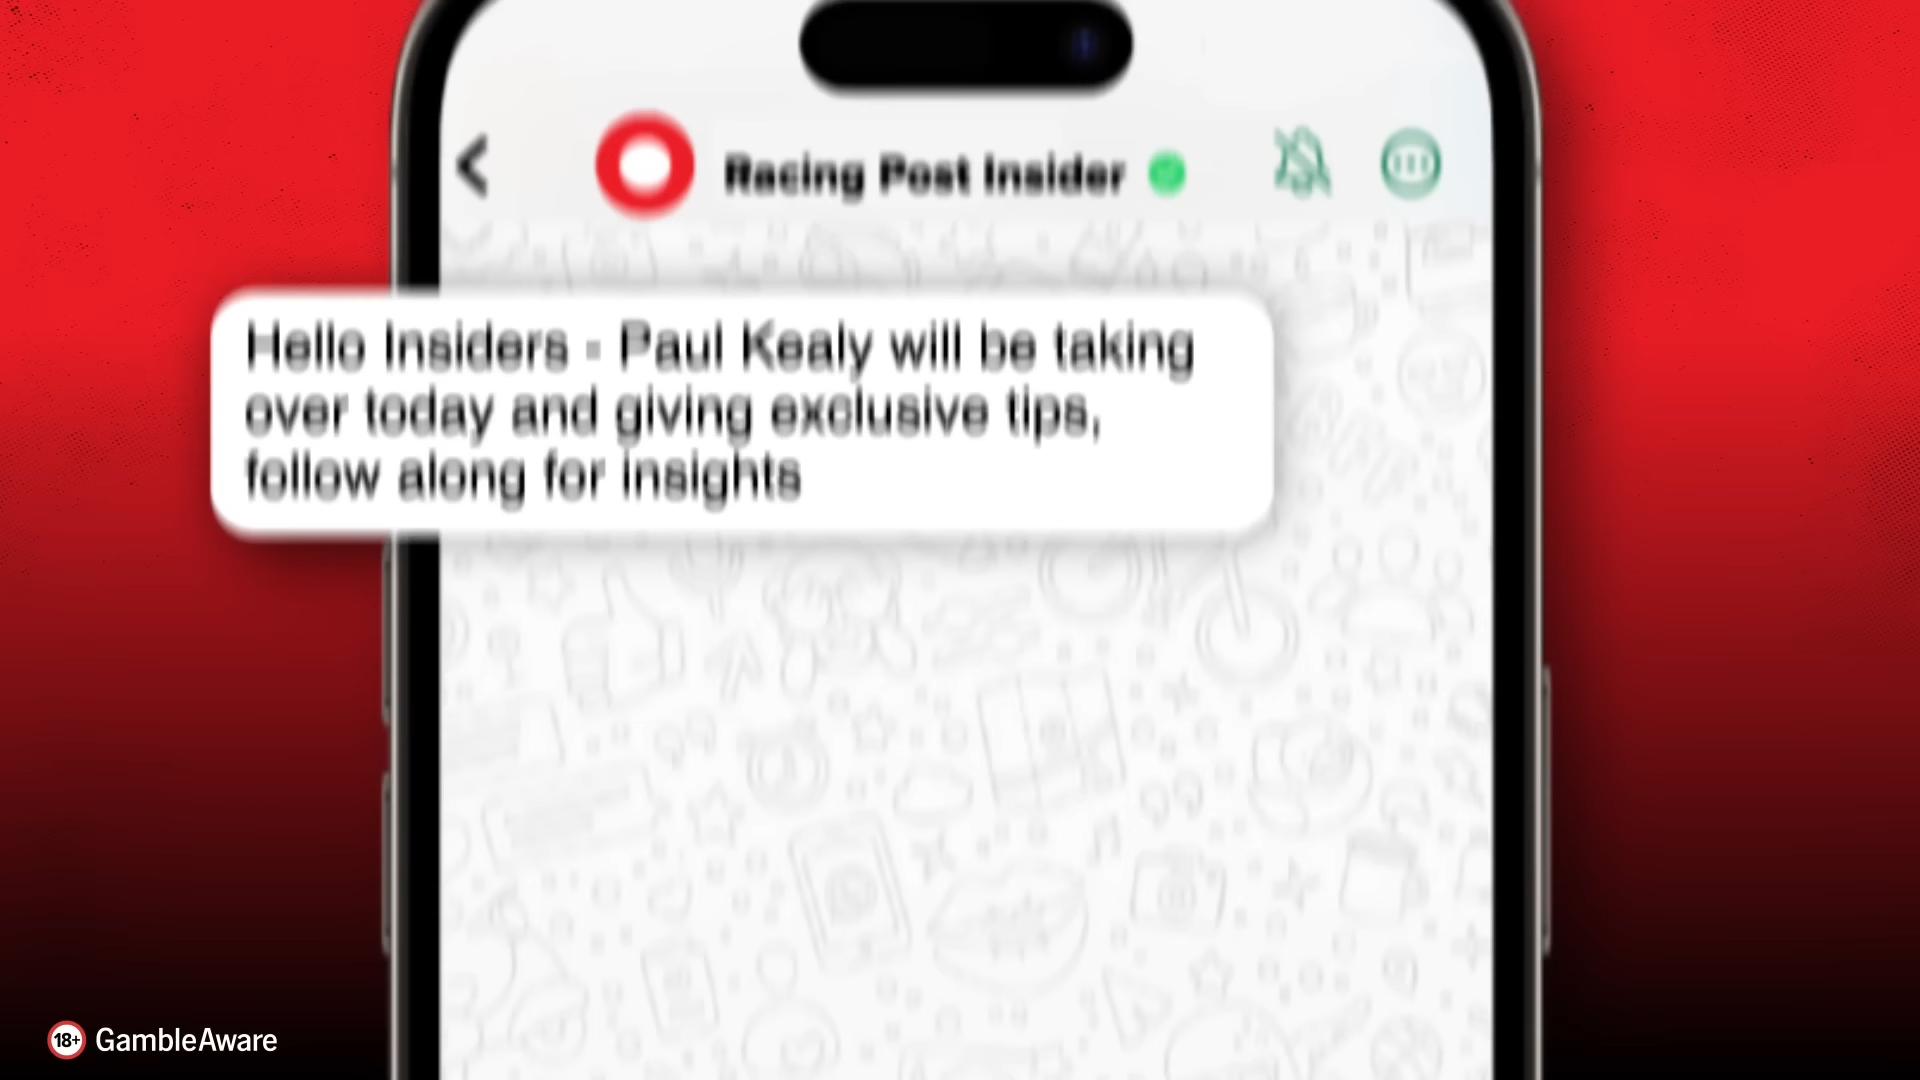 Racing Post Insider
Hello Insiders - Paul Kealy will be taking
over today and giving exclusive tips,
follow along for insights
18+ GambleAware